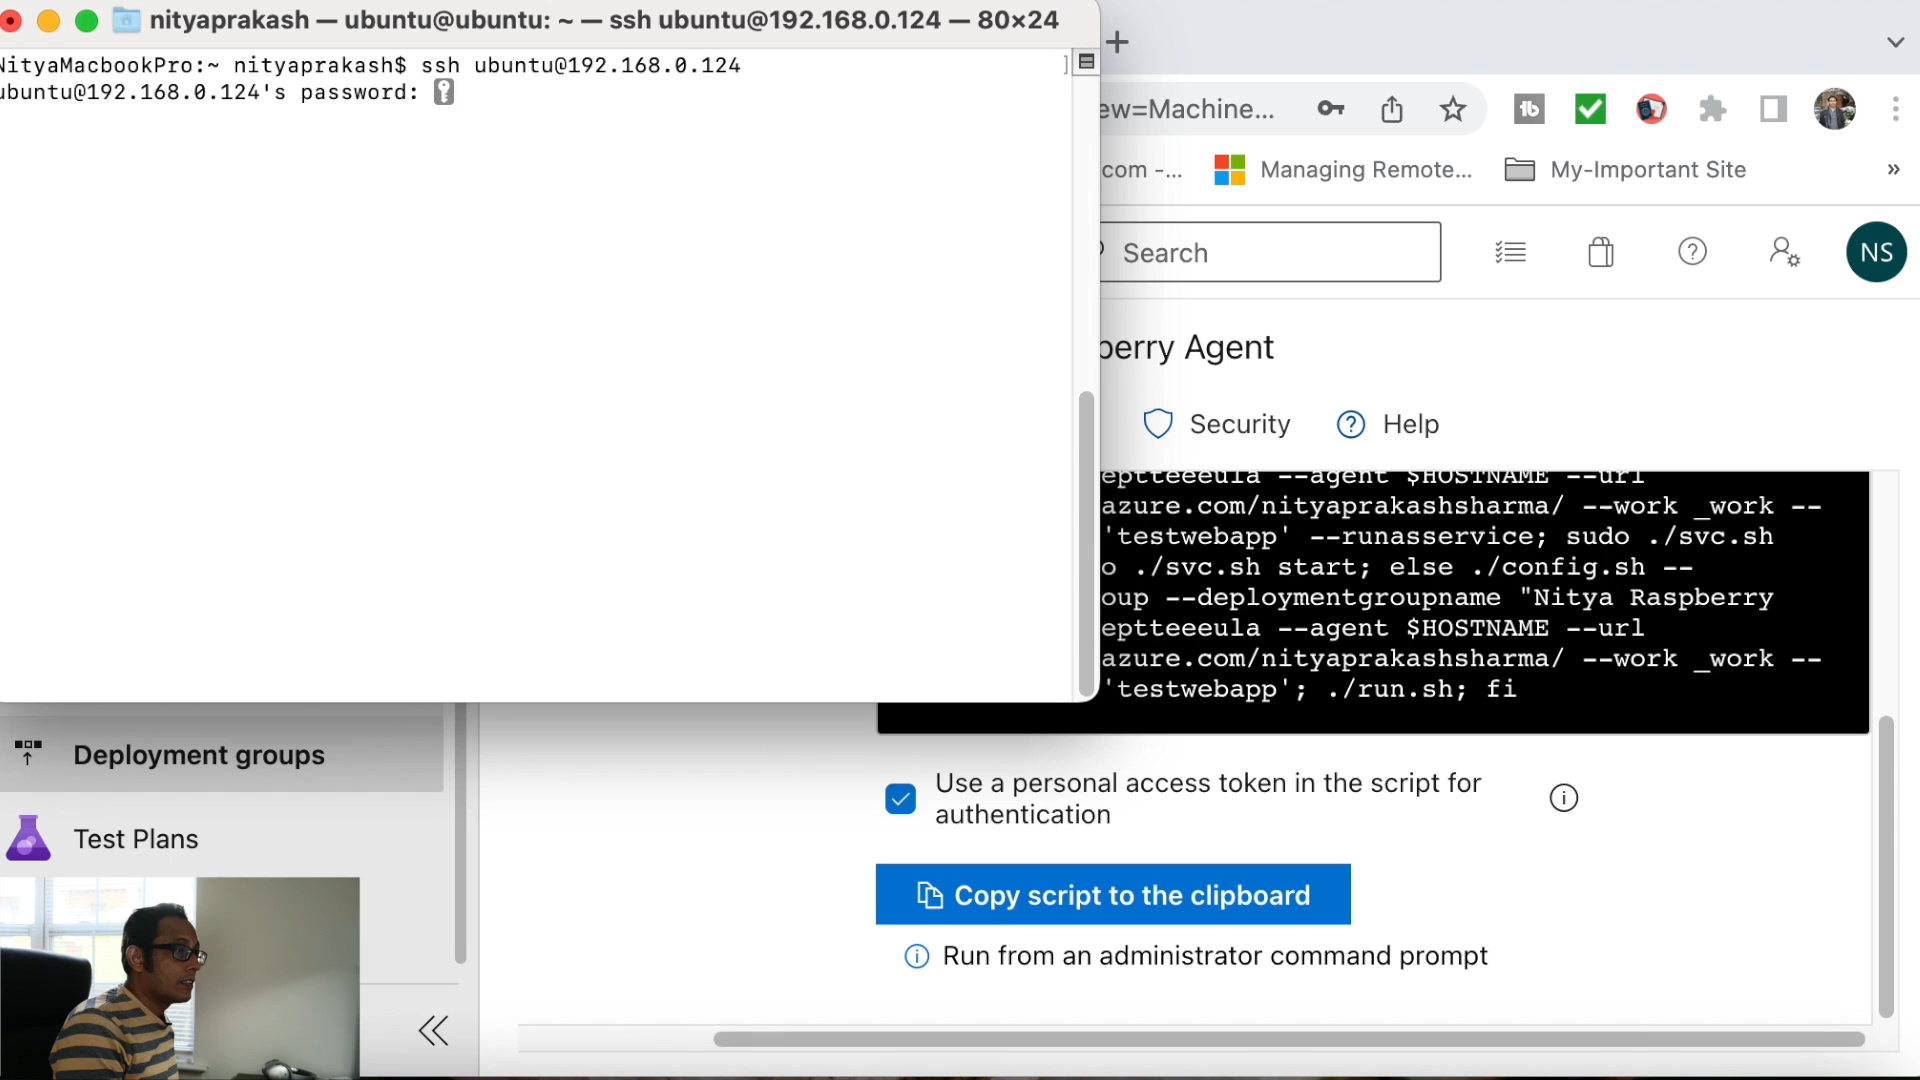 nityaprakash — ubuntu@ubuntu: ~ — ssh ubuntu@192.168.0.124 — 80×24
NityaMacbookPro:~ nityaprakash$ ssh ubuntu@192.168.0.124
ubuntu@192.168.0.124's password:
ew=Machine...
com -...
Managing Remote...
My-Important Site
»
Search
NS
berry Agent
Security
Help
eptteeeula --agent $HOSTNAME --url
azure.com/nityaprakashsharma/ --work _work --
'testwebapp' --runasservice; sudo ./svc.sh
o ./svc.sh start; else ./config.sh --
oup --deploymentgroupname "Nitya Raspberry
eptteeeula --agent $HOSTNAME --url
azure.com/nityaprakashsharma/ --work _work --
'testwebapp'; ./run.sh; fi
Deployment groups
Test Plans
Use a personal access token in the script for
authentication
Copy script to the clipboard
Run from an administrator command prompt